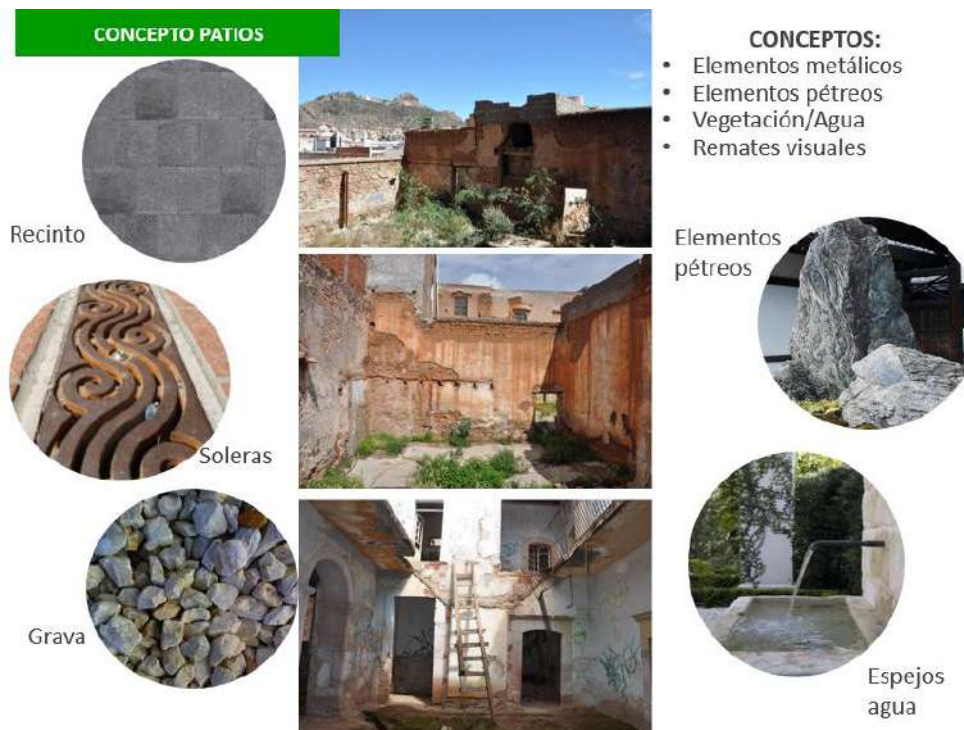 CONCEPTO PATIOS
CONCEPTOS:
• Elementos metálicos
• Elementos pétreos
• Vegetación/Agua
• Remates visuales
Recinto
Elementos
pétreos
Soleras
Grava
Espejos
agua